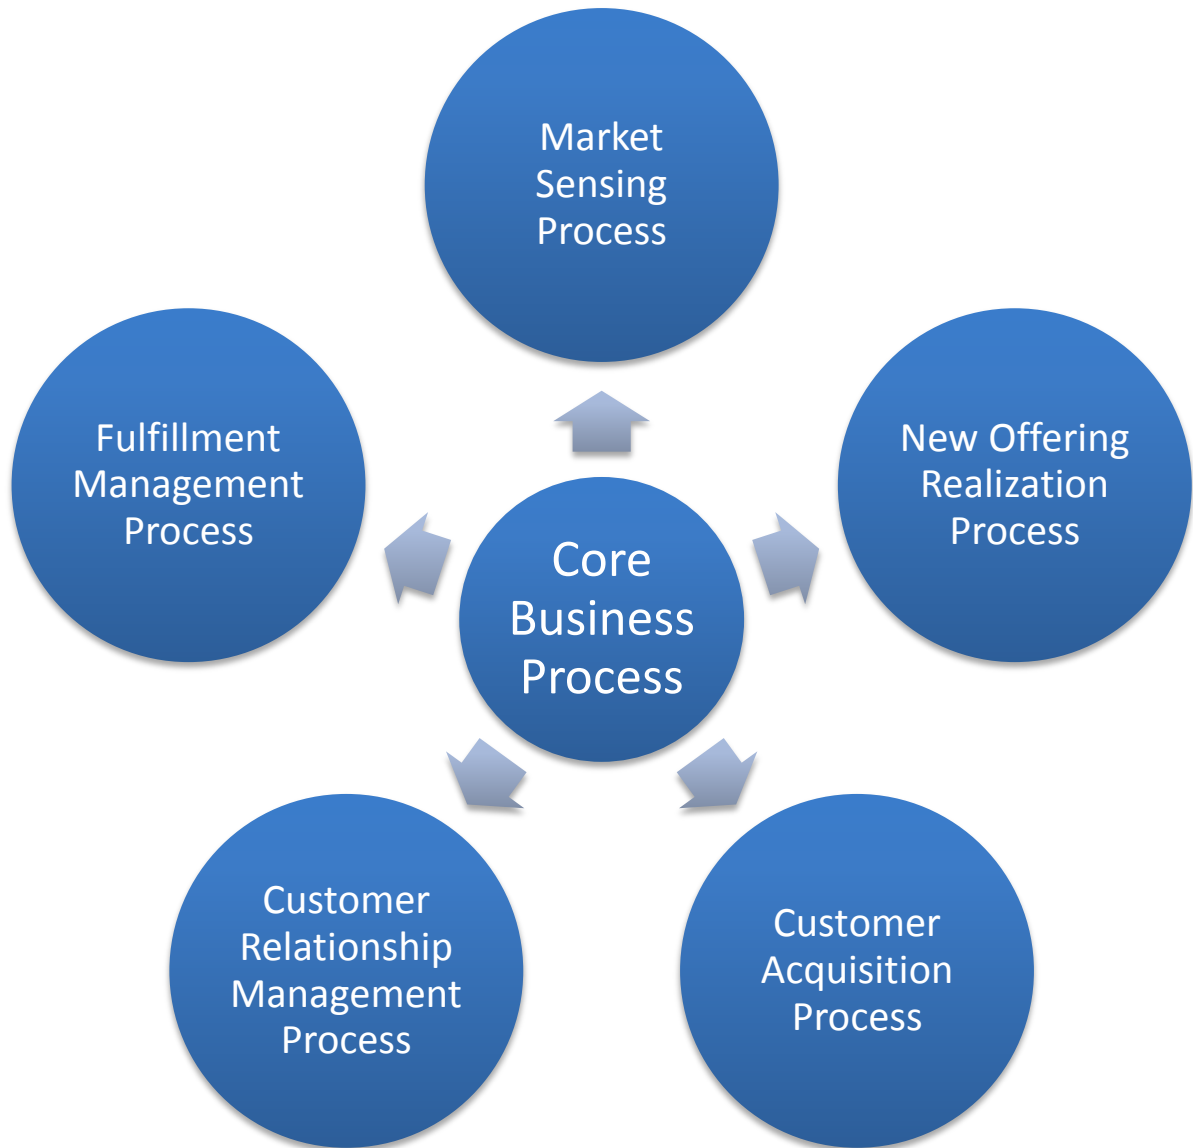 Market
Sensing
Process
New Offering
Realization
Process
Customer
Acquisition
Process
Customer
Relationship
Management
Process
Fulfillment
Management
Process
Core
Business
Process